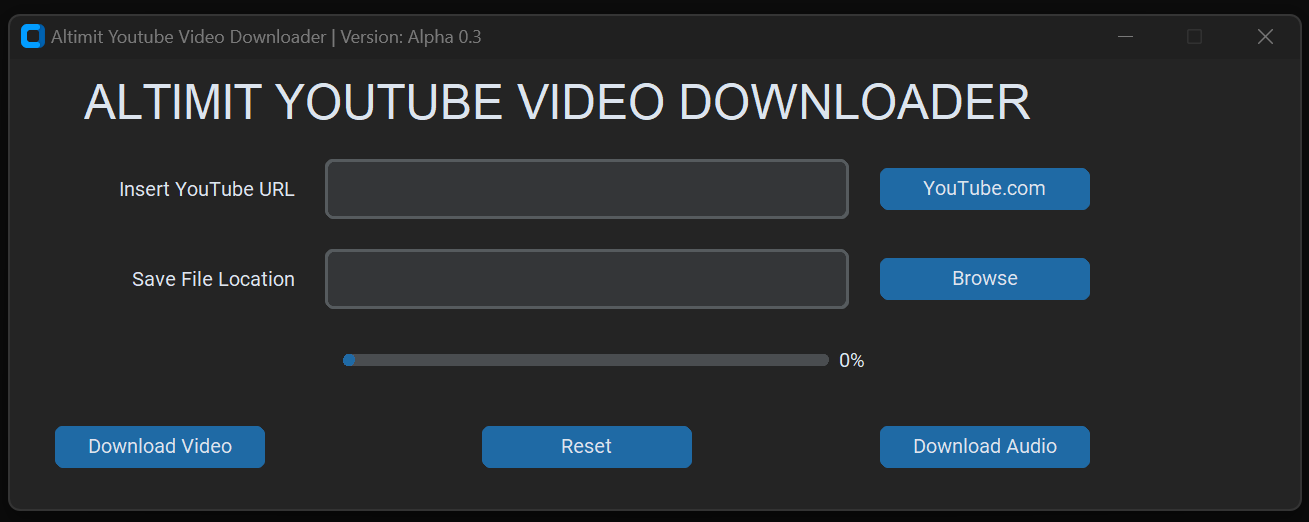 Altimit Youtube Video Downloader | Version: Alpha 0.3
ALTIMIT YOUTUBE VIDEO DOWNLOADER
Insert YouTube URL
YouTube.com
Save File Location
Browse
0%
Download Video
Reset
Download Audio